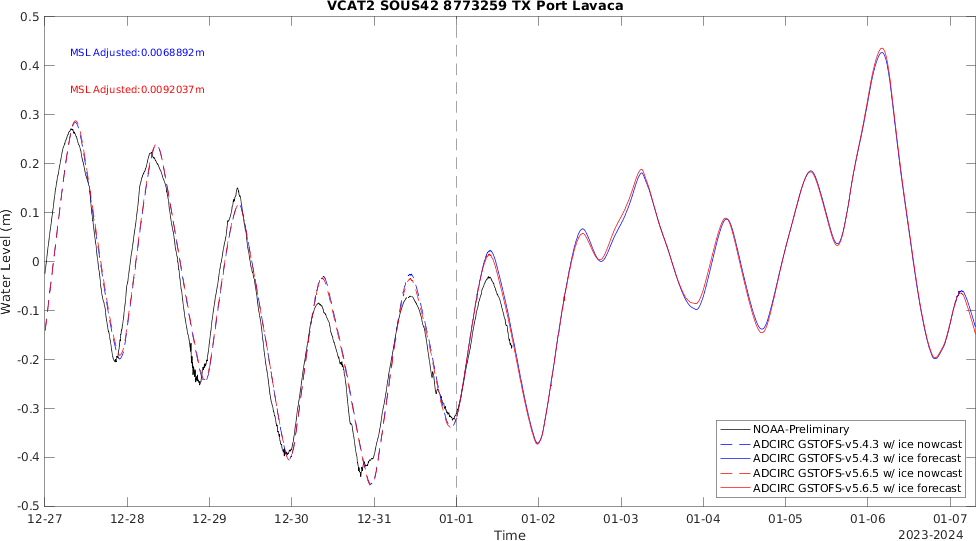 VCAT2 SOUS42 8773259 TX Port Lavaca
0.5
0.4
0.3
0.2
0.1
0
-0.1
-0.2
-0.3
-0.4
-0.5
Water Level (m)
MSL Adjusted:0.0068892m
MSL Adjusted:0.0092037m
NOAA-Preliminary
ADCIRC GSTOFS-v5.4.3 w/ ice nowcast
ADCIRC GSTOFS-v5.4.3 w/ ice forecast
ADCIRC GSTOFS-v5.6.5 w/ ice nowcast
ADCIRC GSTOFS-v5.6.5 w/ ice forecast
12-27 12-28 12-29 12-30 12-31 01-01 01-02 01-03 01-04 01-05 01-06 01-07
Time
2023-2024